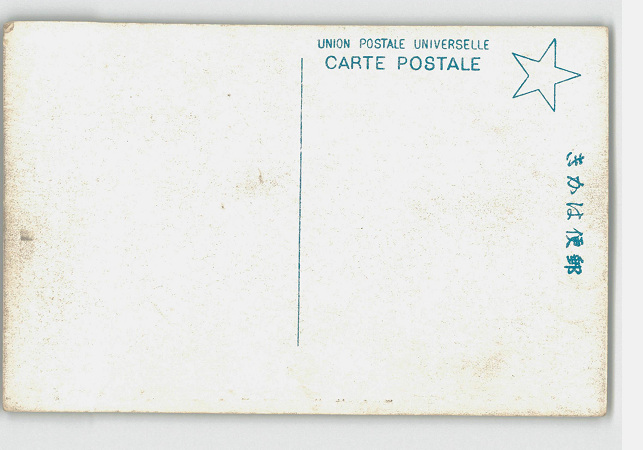 UNION POSTALE UNIVERSELLE
CARTE POSTALE
きかは便郵